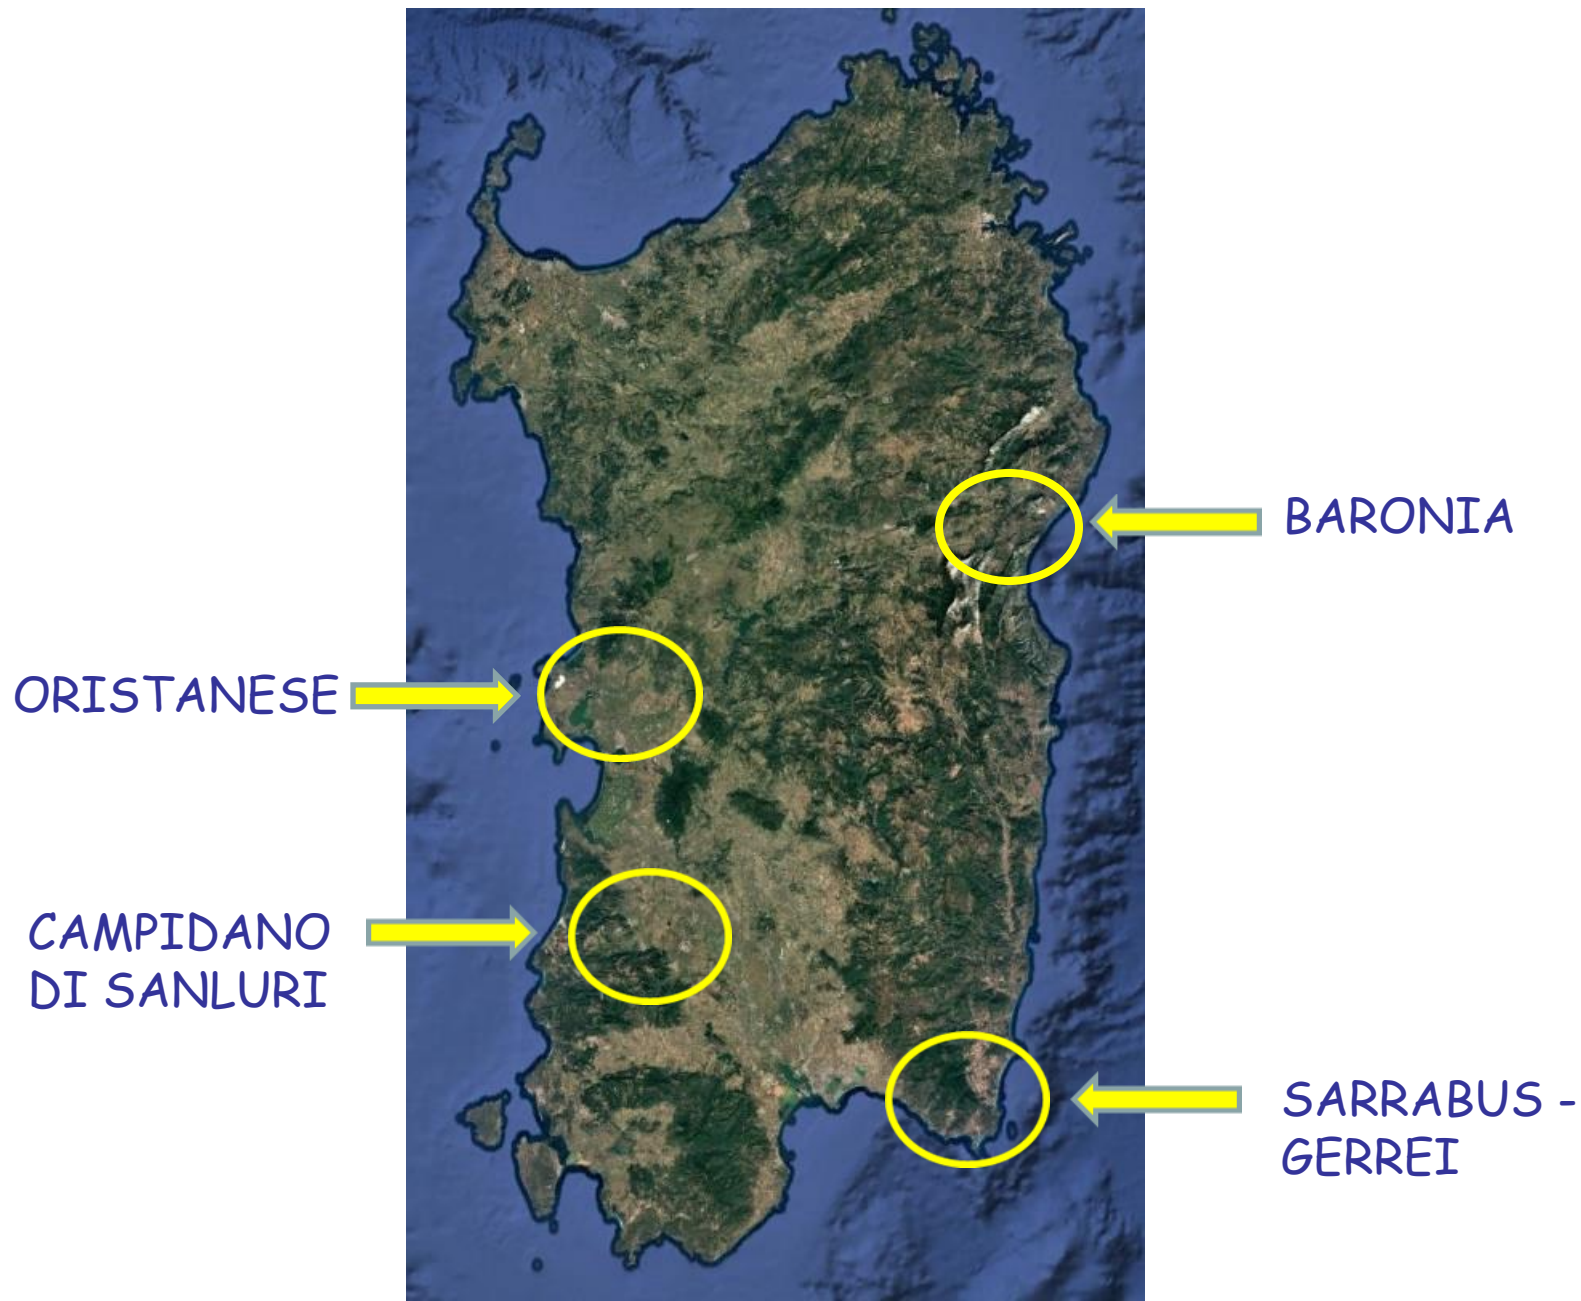 BARONIA
ORISTANESE
CAMPIDANO
DI SANLURI
SARRABUS -
GERREI